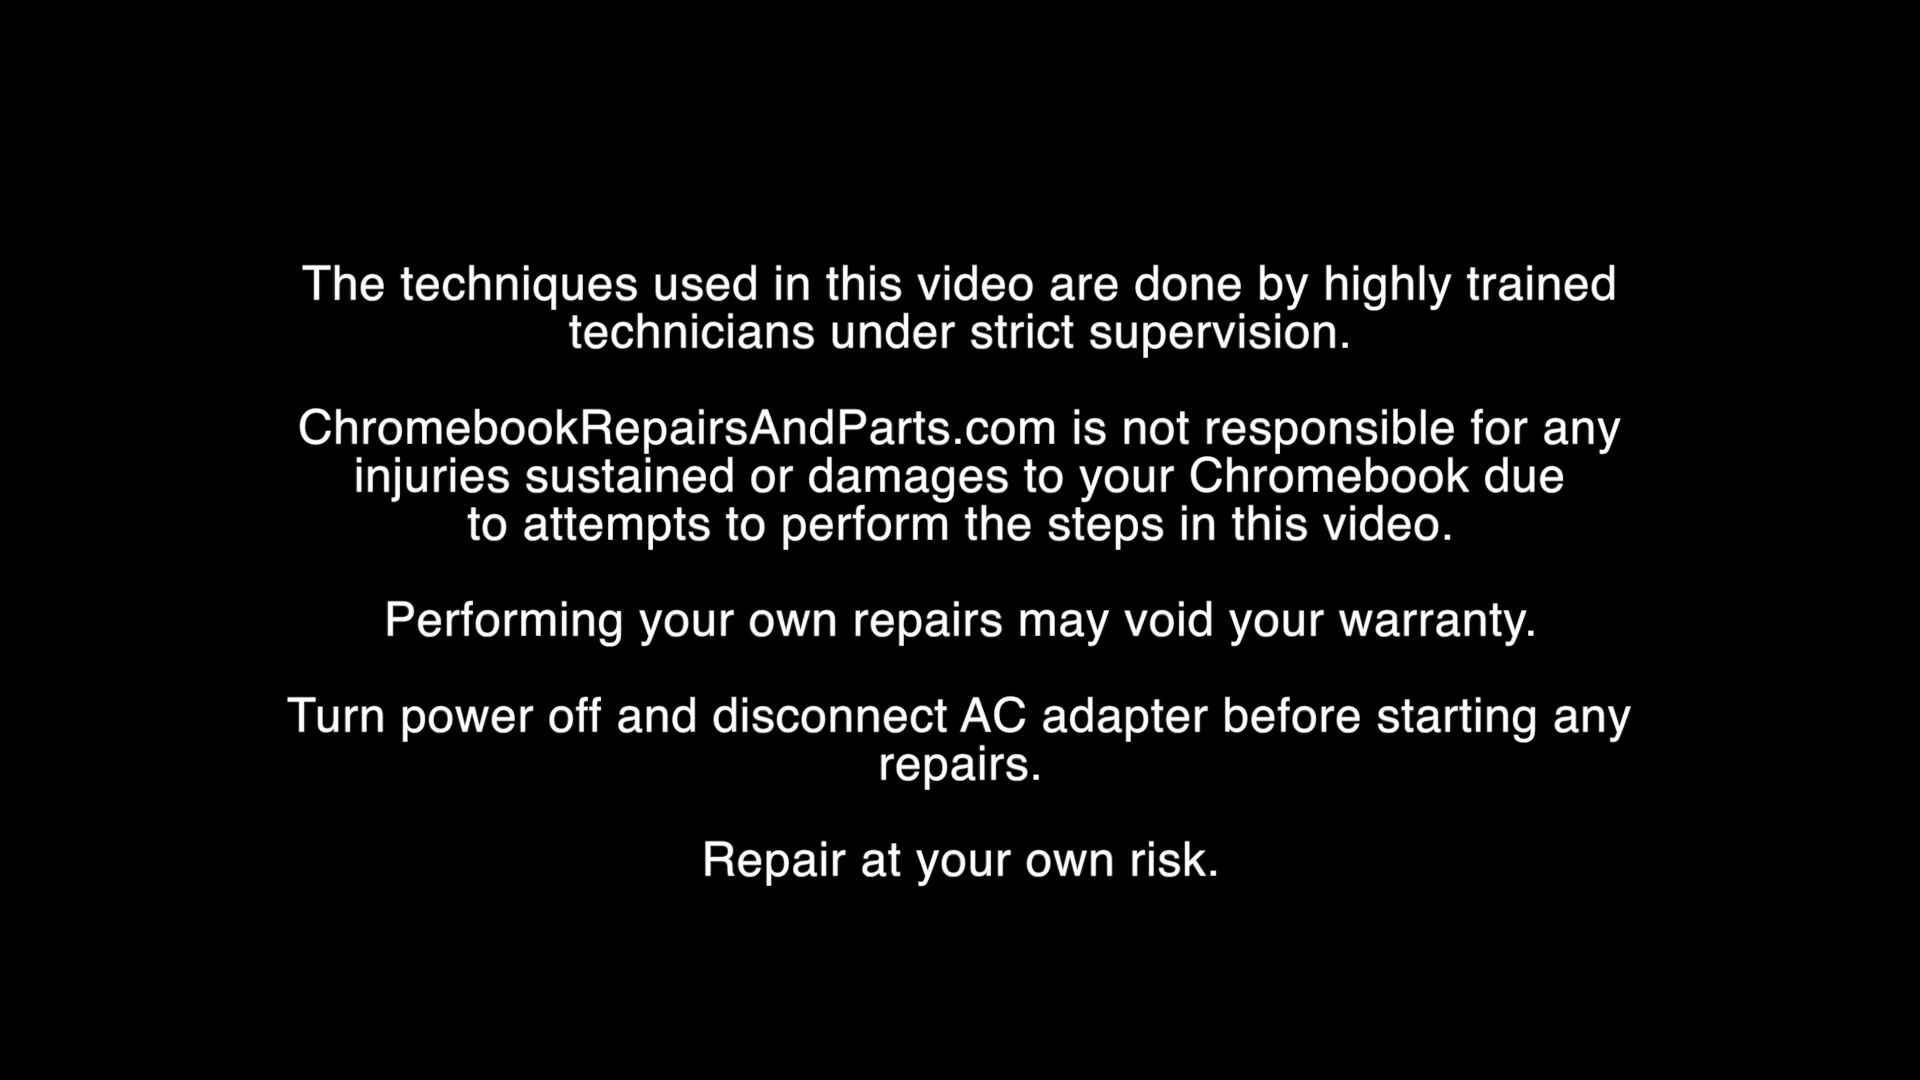 The techniques used in this video are done by highly trained
technicians under strict supervision.
ChromebookRepairsAndParts.com is not responsible for any
injuries sustained or damages to your Chromebook due
to attempts to perform the steps in this video.
Performing your own repairs may void your warranty.
Turn power off and disconnect AC adapter before starting any
repairs.
Repair at your own risk.